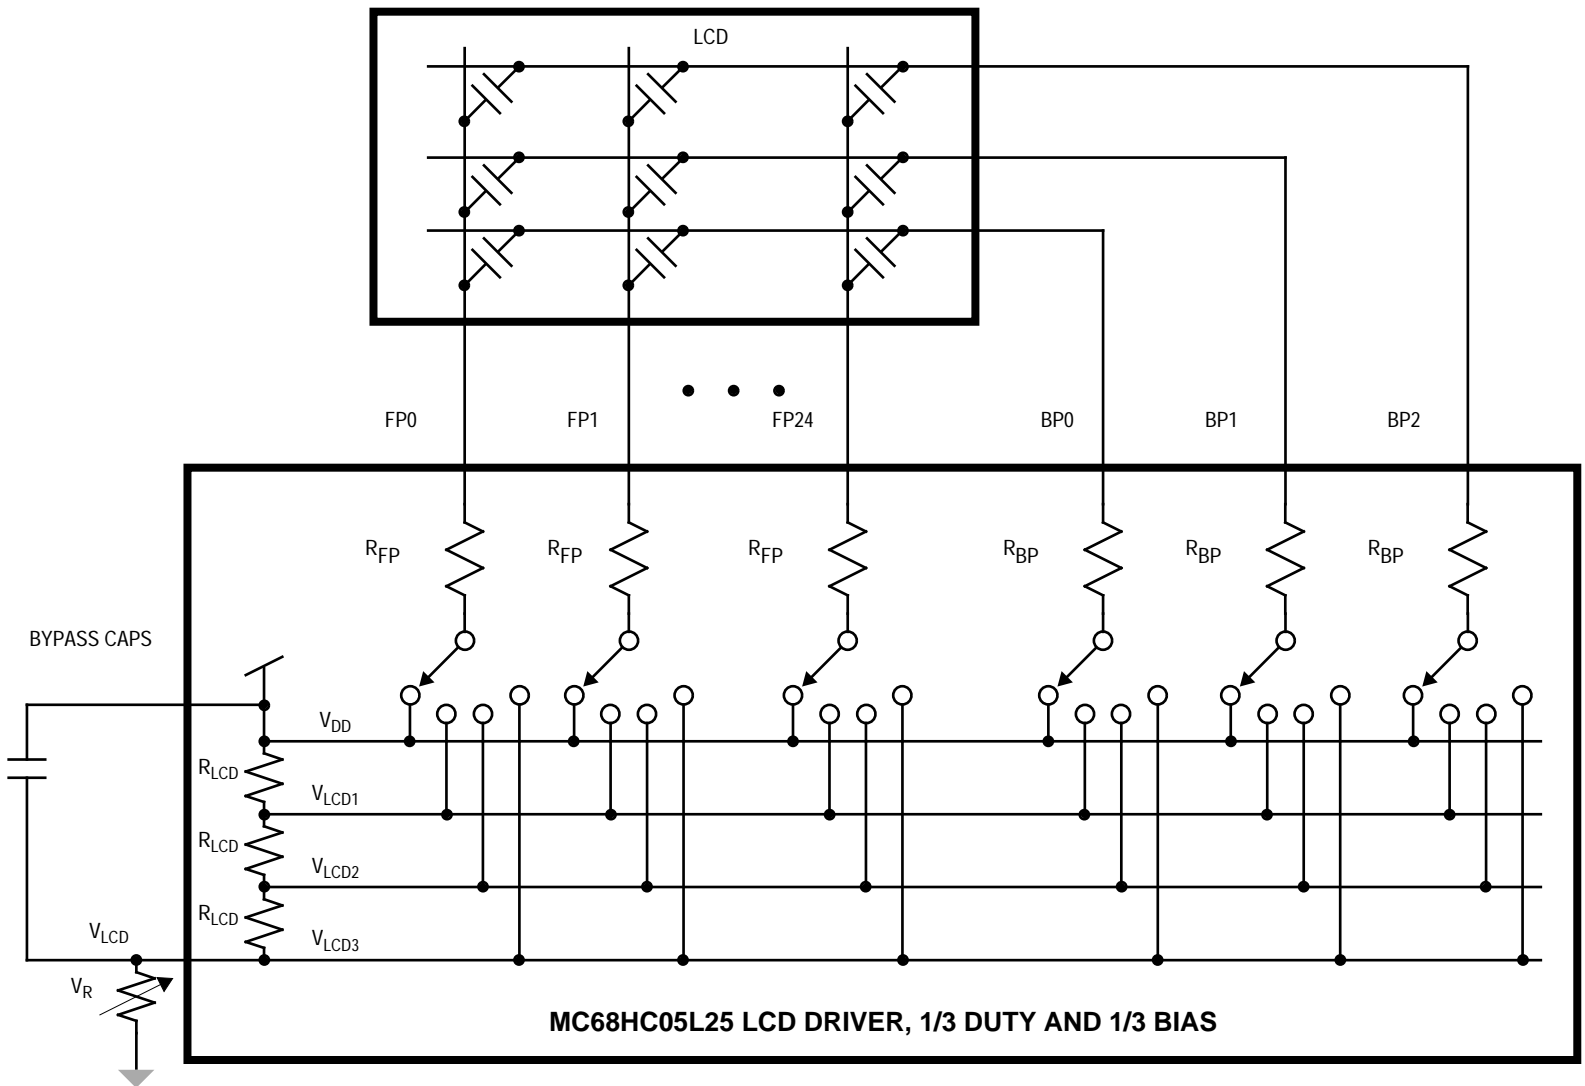 LCD
FP0 FP1 FP24 BP0 BP1 BP2
RFP RFP RFP RBP RBP RBP
BYPASS CAPS
VDD
RLCD
VLCD1
RLCD
VLCD2
RLCD
VLCD
VLCD3
VR
MC68HC05L25 LCD DRIVER, 1/3 DUTY AND 1/3 BIAS